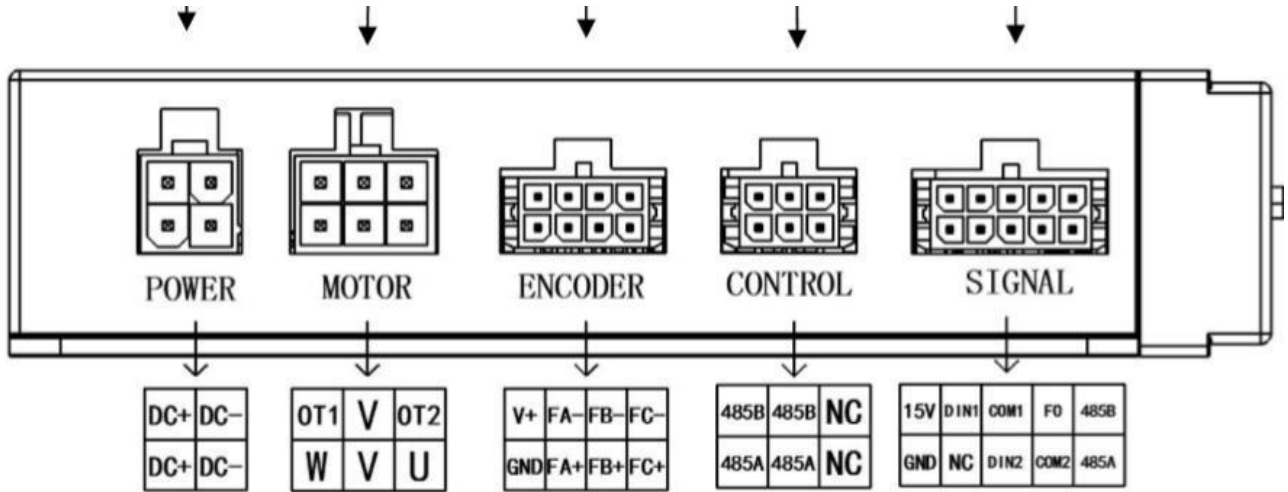 POWER MOTOR ENCODER CONTROL SIGNAL
DC+ DC- OT1 V OT2 V+ FA- FB- FC- 485B 485B NC 15V DIN1 COM1 FO 485B
DC+ DC- W V U GND FA+ FB+ FC+ 485A 485A NC GND NC DIN2 COM2 485A